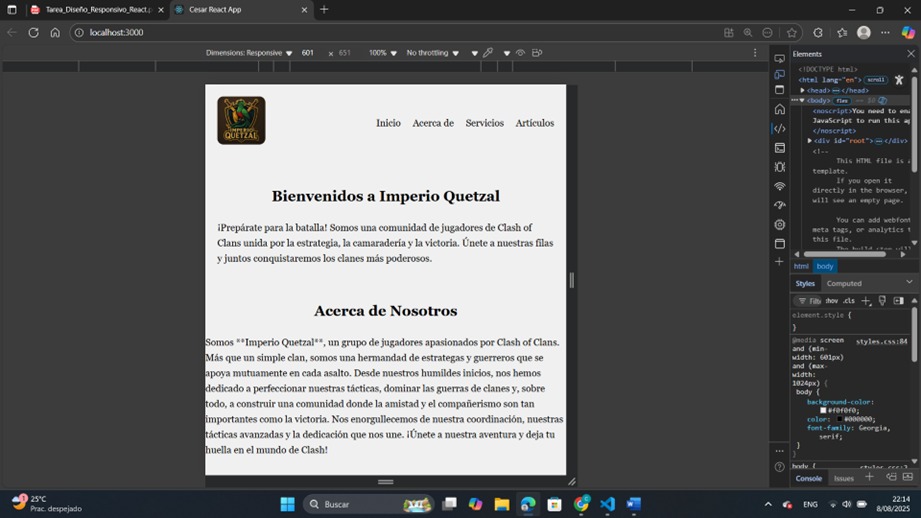 Tarea_Diseño_Responsivo_React.p
Cesar React App
localhost:3000
Dimensions: Responsive
601
×
651
100%
No throttling
IMPERIO
QUETZAL
Inicio
Acerca de
Servicios
Artículos
Bienvenidos a Imperio Quetzal
¡Prepárate para la batalla! Somos una comunidad de jugadores de Clash of
Clans unida por la estrategia, la camaradería y la victoria. Únete a nuestras filas
y juntos conquistaremos los clanes más poderosos.
Acerca de Nosotros
Somos **Imperio Quetzal**, un grupo de jugadores apasionados por Clash of Clans.
Más que un simple clan, somos una hermandad de estrategas y guerreros que se
apoya mutuamente en cada asalto. Desde nuestros humildes inicios, nos hemos
dedicado a perfeccionar nuestras tácticas, dominar las guerras de clanes y, sobre
todo, a construir una comunidad donde la amistad y el compañerismo son tan
importantes como la victoria. Nos enorgullecemos de nuestra coordinación, nuestras
tácticas avanzadas y la dedicación que nos une. ¡Únete a nuestra aventura y deja tu
huella en el mundo de Clash!
Elements
<!DOCTYPE html>
<html lang="en"> scroll
<head> </head>
<body> flex == $0
<noscript>You need to ena
JavaScript to run this ap
</noscript>
<div id="root"> </div>
<!--
This HTML file is a
template.
If you open it
directly in the browser,
will see an empty page.
You can add webfont
meta tags, or analytics t
this file.
The build step will
html
body
Styles
Computed
Filte
:hov
.cls
element.style {
}
@media screen
styles.css:84
and (min-
width: 601px)
and (max-
width:
1024px) {
body {
background-color:
#f0f0f0;
color:
#000000;
font-family: Georgia,
serif;
}
}
Console
Issues
25°C
Prac. despejado
Buscar
ENG
22:14
8/08/2025